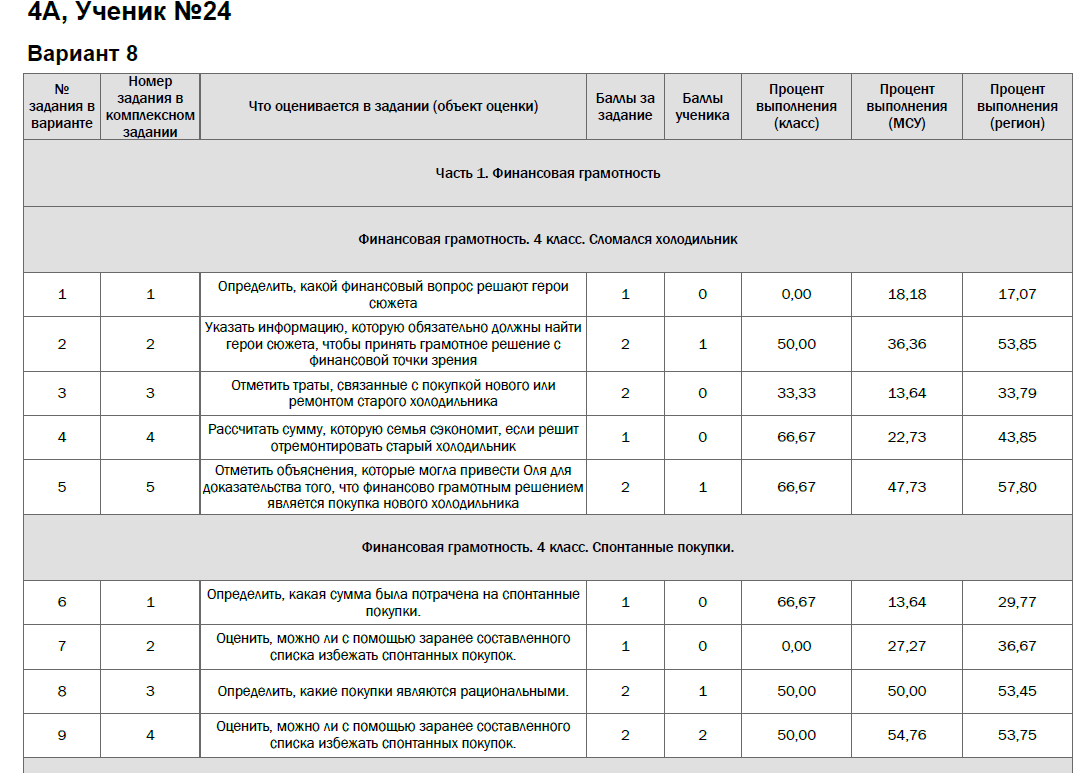 4А, Ученик №24
Вариант 8
№ задания в варианте | Номер задания в комплексном задании | Что оценивается в задании (объект оценки) | Баллы за задание | Баллы ученика | Процент выполнения (класс) | Процент выполнения (МСУ) | Процент выполнения (регион)
Часть 1. Финансовая грамотность
Финансовая грамотность. 4 класс. Сломался холодильник
1 | 1 | Определить, какой финансовый вопрос решают герои сюжета | 1 | 0 | 0,00 | 18,18 | 17,07
2 | 2 | Указать информацию, которую обязательно должны найти герои сюжета, чтобы принять грамотное решение с финансовой точки зрения | 2 | 1 | 50,00 | 36,36 | 53,85
3 | 3 | Отметить траты, связанные с покупкой нового или ремонтом старого холодильника | 2 | 0 | 33,33 | 13,64 | 33,79
4 | 4 | Рассчитать сумму, которую семья сэкономит, если решит отремонтировать старый холодильник | 1 | 0 | 66,67 | 22,73 | 43,85
5 | 5 | Отметить объяснения, которые могла привести Оля для доказательства того, что финансово грамотным решением является покупка нового холодильника | 2 | 1 | 66,67 | 47,73 | 57,80
Финансовая грамотность. 4 класс. Спонтанные покупки.
6 | 1 | Определить, какая сумма была потрачена на спонтанные покупки. | 1 | 0 | 66,67 | 13,64 | 29,77
7 | 2 | Оценить, можно ли с помощью заранее составленного списка избежать спонтанных покупок. | 1 | 0 | 0,00 | 27,27 | 36,67
8 | 3 | Определить, какие покупки являются рациональными. | 2 | 1 | 50,00 | 50,00 | 53,45
9 | 4 | Оценить, можно ли с помощью заранее составленного списка избежать спонтанных покупок. | 2 | 2 | 50,00 | 54,76 | 53,75